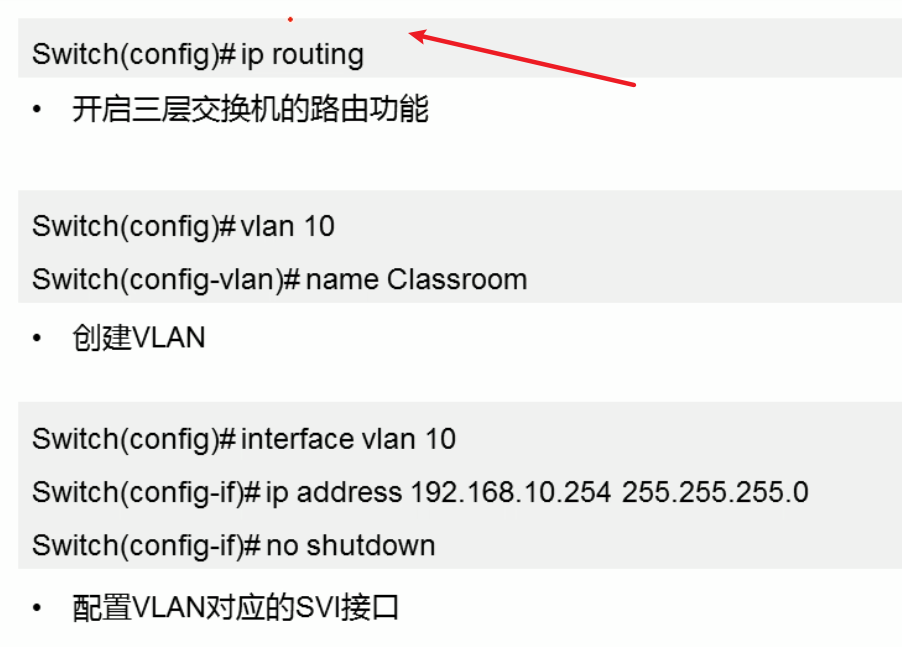 Switch(config)# ip routing
• 开启三层交换机的路由功能
Switch(config)# vlan 10
Switch(config-vlan)# name Classroom
• 创建VLAN
Switch(config)# interface vlan 10
Switch(config-if)# ip address 192.168.10.254 255.255.255.0
Switch(config-if)# no shutdown
• 配置VLAN对应的SVI接口